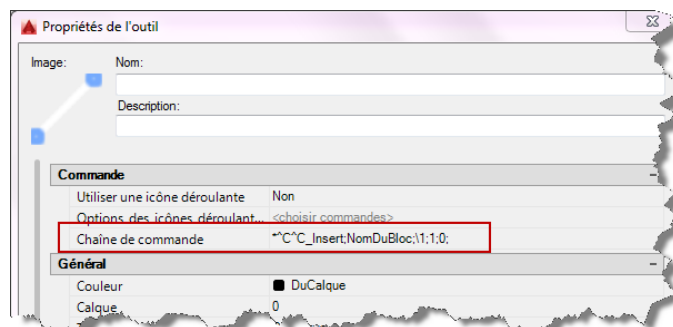 Propriétés de l'outil
Image:
Nom:
Description:
Commande
Utiliser une icône déroulante Non
Options des icônes déroulant... <choisir commandes>
Chaîne de commande *^C^C_Insert;NomDuBloc;\1;1;0;
Général
Couleur DuCalque
Calque 0